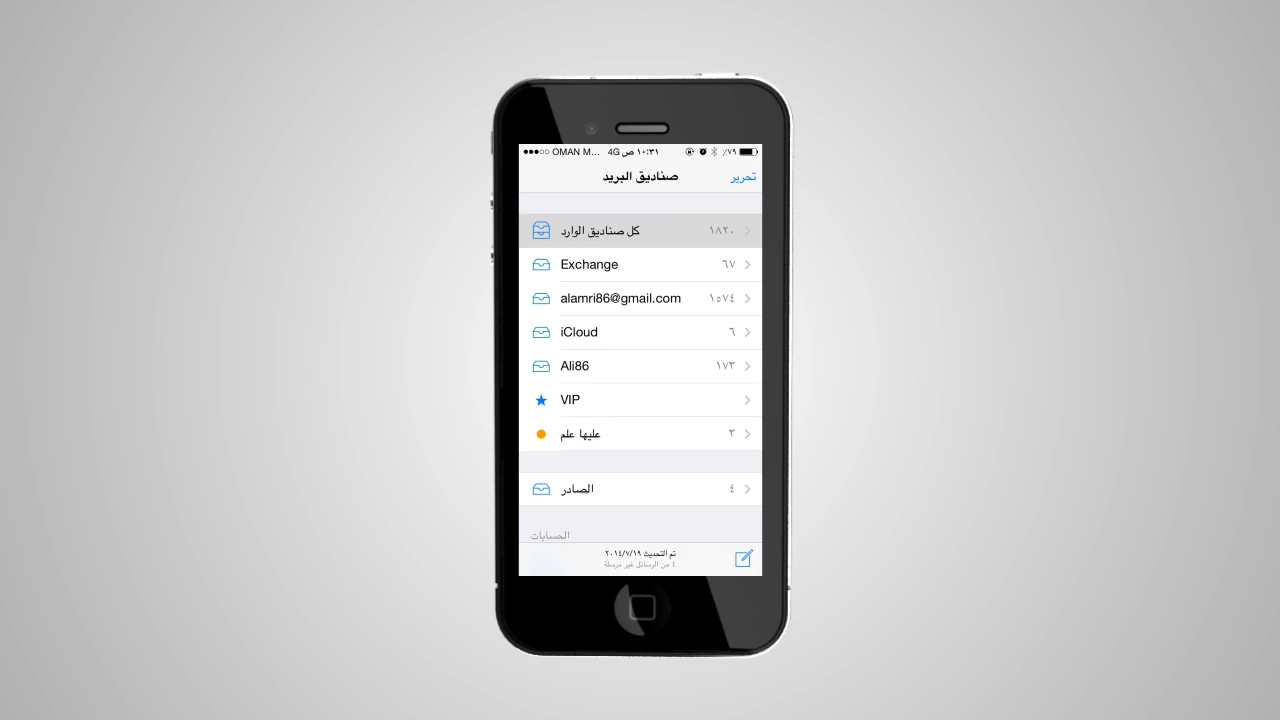 OMAN M... 4G ١٠:٣١ ص ٪٧٩
صناديق البريد تحرير
كل صناديق الوارد ١٨٢٠
Exchange ٦٧
alamri86@gmail.com ١٥٧٤
iCloud ٦
Ali86 ١٧٣
VIP
عليها علم ٣
الصادر ٤
الحسابات
تم التحديث ٢٠١٤/٧/١٩
٤ من الرسائل غير مرسلة